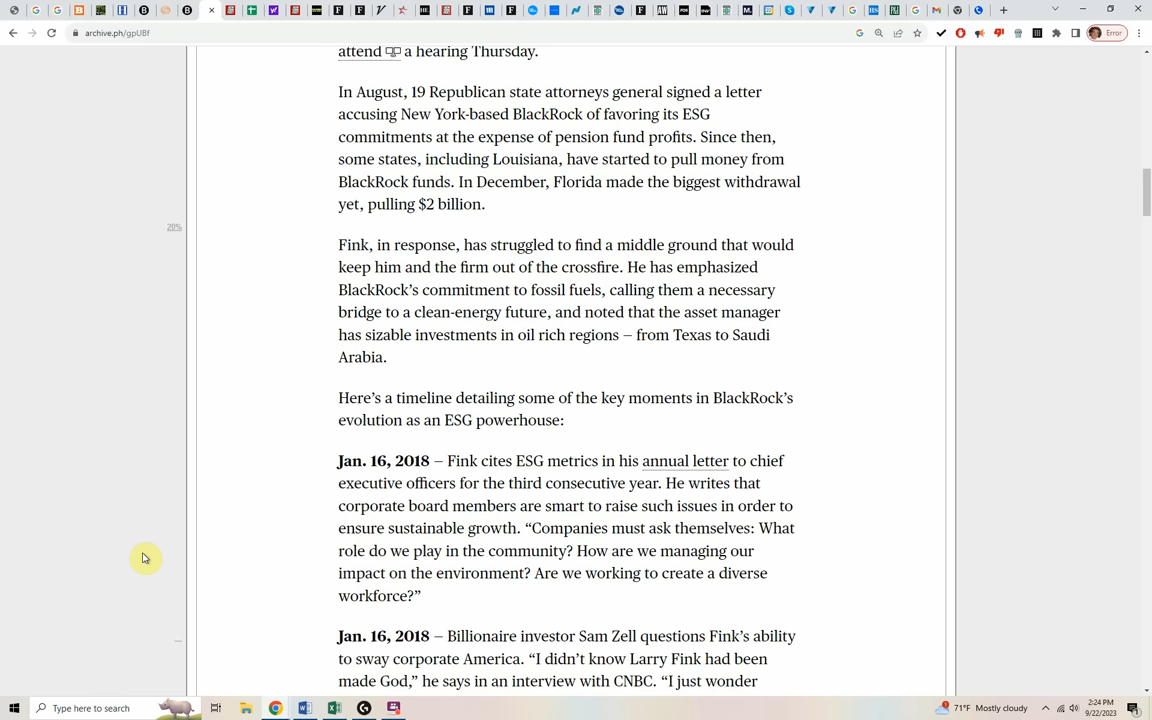 archive.ph/gpUBf
Error
attend a hearing Thursday.
In August, 19 Republican state attorneys general signed a letter
accusing New York-based BlackRock of favoring its ESG
commitments at the expense of pension fund profits. Since then,
some states, including Louisiana, have started to pull money from
BlackRock funds. In December, Florida made the biggest withdrawal
yet, pulling $2 billion.
20%
Fink, in response, has struggled to find a middle ground that would
keep him and the firm out of the crossfire. He has emphasized
BlackRock’s commitment to fossil fuels, calling them a necessary
bridge to a clean-energy future, and noted that the asset manager
has sizable investments in oil rich regions — from Texas to Saudi
Arabia.
Here’s a timeline detailing some of the key moments in BlackRock’s
evolution as an ESG powerhouse:
Jan. 16, 2018 — Fink cites ESG metrics in his annual letter to chief
executive officers for the third consecutive year. He writes that
corporate board members are smart to raise such issues in order to
ensure sustainable growth. “Companies must ask themselves: What
role do we play in the community? How are we managing our
impact on the environment? Are we working to create a diverse
workforce?”
Jan. 16, 2018 — Billionaire investor Sam Zell questions Fink’s ability
to sway corporate America. “I didn’t know Larry Fink had been
made God,” he says in an interview with CNBC. “I just wonder
Type here to search
71°F Mostly cloudy
2:24 PM
9/22/2023